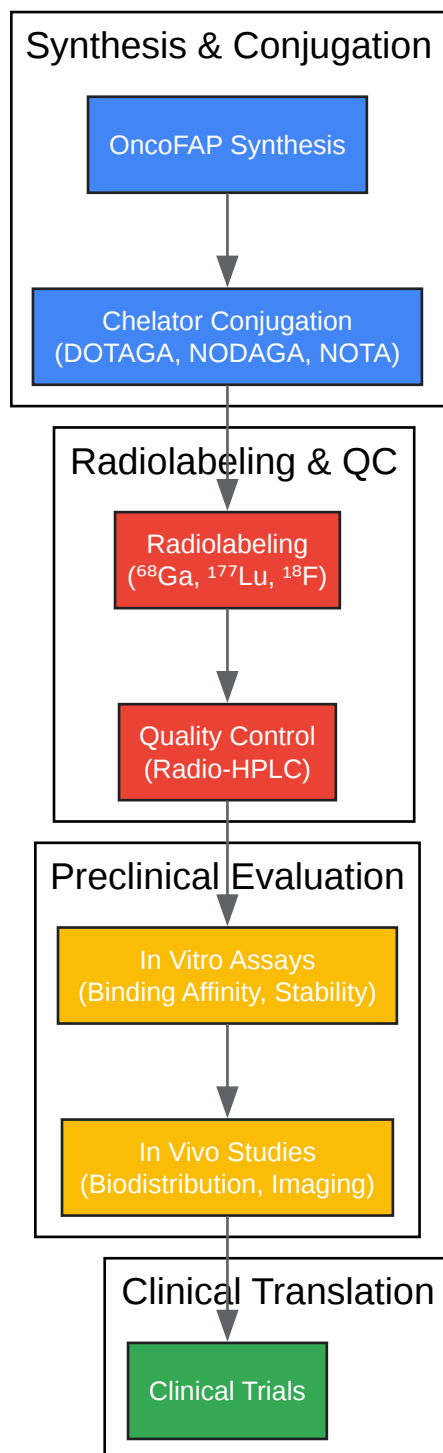 Synthesis & Conjugation
OncoFAP Synthesis
Chelator Conjugation
(DOTAGA, NODAGA, NOTA)
Radiolabeling & QC
Radiolabeling
(⁶⁸Ga, ¹⁷⁷Lu, ¹⁸F)
Quality Control
(Radio-HPLC)
Preclinical Evaluation
In Vitro Assays
(Binding Affinity, Stability)
In Vivo Studies
(Biodistribution, Imaging)
Clinical Translation
Clinical Trials